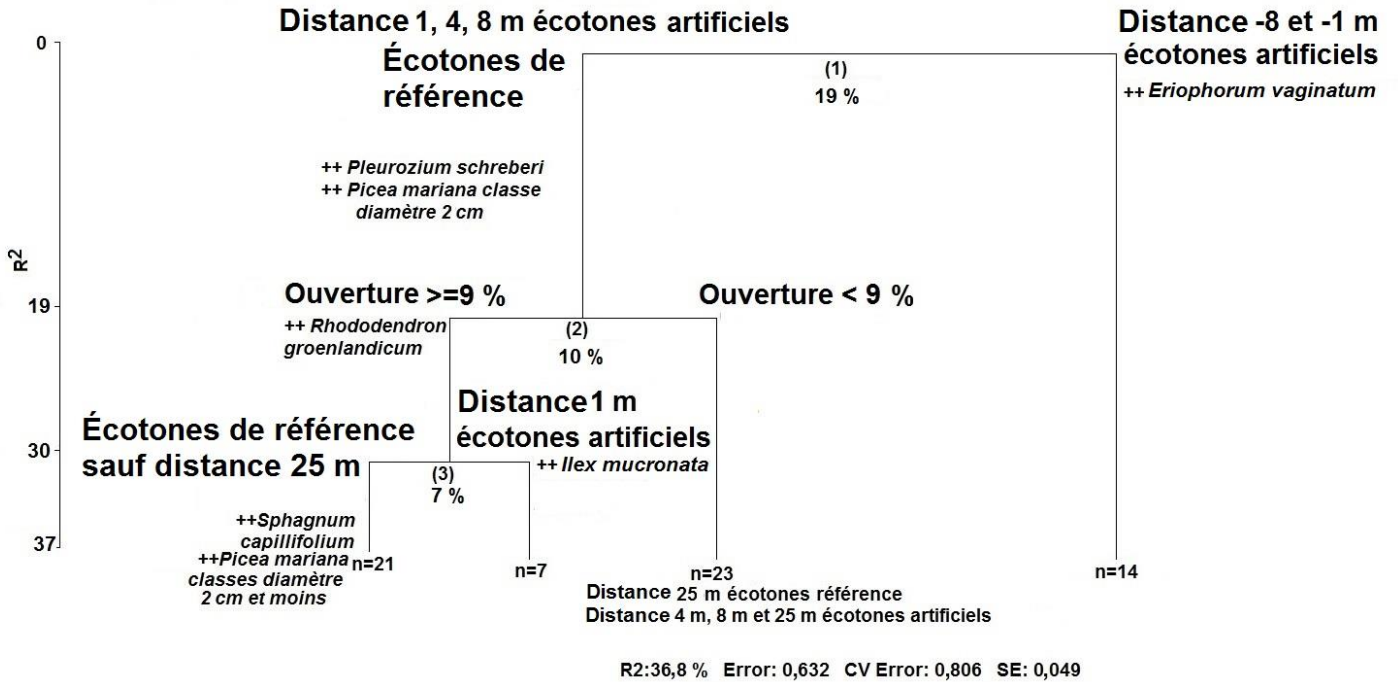 Distance 1, 4, 8 m écotones artificiels
Écotones de
référence
Distance -8 et -1 m
écotones artificiels
++ Eriophorum vaginatum
0
(1)
19 %
++ Pleurozium schreberi
++ Picea mariana classe
diamètre 2 cm
R2
Ouverture >=9 %
Ouverture < 9 %
19
++ Rhododendron
groenlandicum
(2)
10 %
Distance 1 m
écotones artificiels
++ Ilex mucronata
Écotones de référence
sauf distance 25 m
30
(3)
7 %
++Sphagnum
capillifolium
++Picea mariana
classes diamètre
2 cm et moins
37
n=21
n=7
n=23
n=14
Distance 25 m écotones référence
Distance 4 m, 8 m et 25 m écotones artificiels
R2:36,8 % Error: 0,632 CV Error: 0,806 SE: 0,049